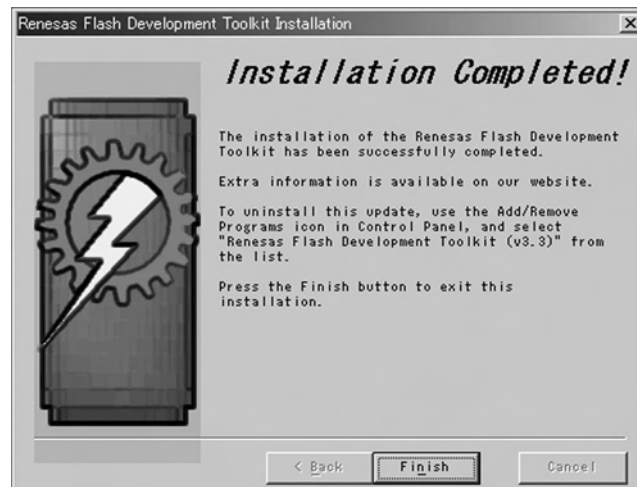 Renesas Flash Development Toolkit Installation
Installation Completed!
The installation of the Renesas Flash Development
Toolkit has been successfully completed.
Extra information is available on our website.
To uninstall this update, use the Add/Remove
Programs icon in Control Panel, and select
"Renesas Flash Development Toolkit (v3.3)" from
the list.
Press the Finish button to exit this
installation.
< Back Finish Cancel